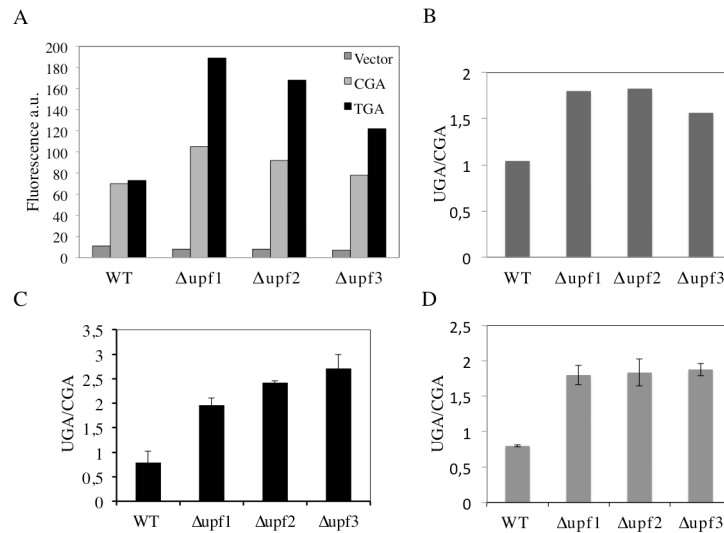 A
Fluorescence a.u.
200
180
160
140
120
100
80
60
40
20
0
Vector
CGA
TGA
WT
Δupf1
Δupf2
Δupf3
B
UGA/CGA
2
1,5
1
0,5
0
WT
Δupf1
Δupf2
Δupf3
C
UGA/CGA
3,5
3
2,5
2
1,5
1
0,5
0
WT
Δupf1
Δupf2
Δupf3
D
UGA/CGA
2,5
2
1,5
1
0,5
0
WT
Δupf1
Δupf2
Δupf3